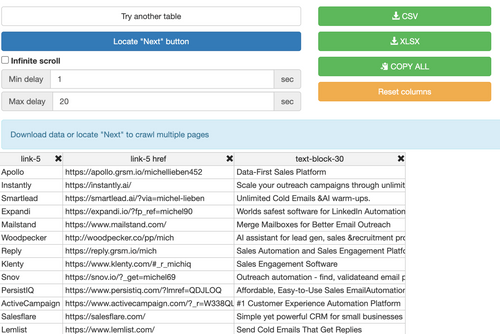 Try another table
Locate "Next" button
Infinite scroll
Min delay 1 sec
Max delay 20 sec
CSV
XLSX
COPY ALL
Reset columns
Download data or locate "Next" to crawl multiple pages
link-5 link-5 href text-block-30
Apollo https://apollo.grsm.io/michellieben452 Data-First Sales Platform
Instantly https://instantly.ai/ Scale your outreach campaigns through unlimit
Smartlead https://smartlead.ai/?via=michel-lieben Unlimited Cold Emails &AI warm-ups.
Expandi https://expandi.io/?fp_ref=michel90 Worlds safest software for LinkedIn Automation
Mailstand https://www.mailstand.com/ Merge Mailboxes for Better Email Outreach
Woodpecker http://woodpecker.co/pp/mich AI assistant for lead gen, sales &recruitment pro
Reply https://reply.grsm.io/mich Sales Automation and Sales Engagement Platfo
Klenty https://www.klenty.com/#_r_michiq Sales Engagement Software
Snov https://snov.io/?_get=michel69 Outreach automation - find, validateand email p
PersistIQ https://www.persistiq.com/?lmref=QDJLOQ Affordable, Easy-to-Use Sales EmailAutomation
ActiveCampaign https://www.activecampaign.com/?_r=W338QL #1 Customer Experience Automation Platform
Salesflare https://salesflare.com/ Simple yet powerful CRM for small businesses
Lemlist https://www.lemlist.com/ Send Cold Emails That Get Replies